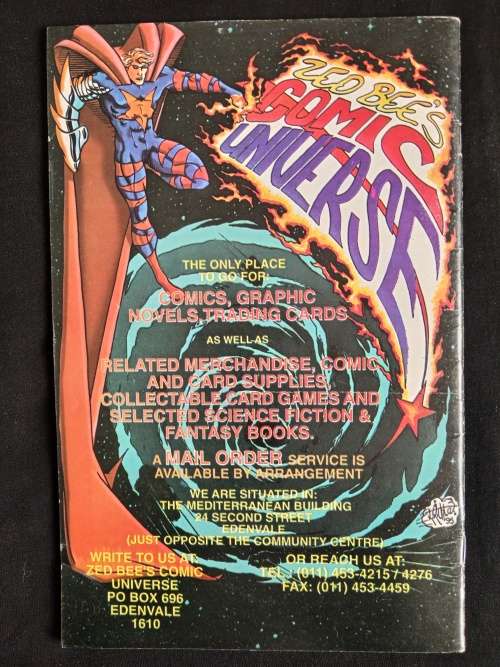 ZED BEE'S
COMIC
UNIVERSE
THE ONLY PLACE
TO GO FOR:
COMICS, GRAPHIC
NOVELS, TRADING CARDS
AS WELL AS
RELATED MERCHANDISE, COMIC
AND CARD SUPPLIES,
COLLECTABLE CARD GAMES AND
SELECTED SCIENCE FICTION &
FANTASY BOOKS.
A MAIL ORDER SERVICE IS
AVAILABLE BY ARRANGEMENT
WE ARE SITUATED IN:
THE MEDITERRANEAN BUILDING
24 SECOND STREET
EDENVALE
(JUST OPPOSITE THE COMMUNITY CENTRE)
WRITE TO US AT:
ZED BEE'S COMIC
UNIVERSE
PO BOX 696
EDENVALE
1610
OR REACH US AT:
TEL : (011) 453-4215 / 4276
FAX: (011) 453-4459